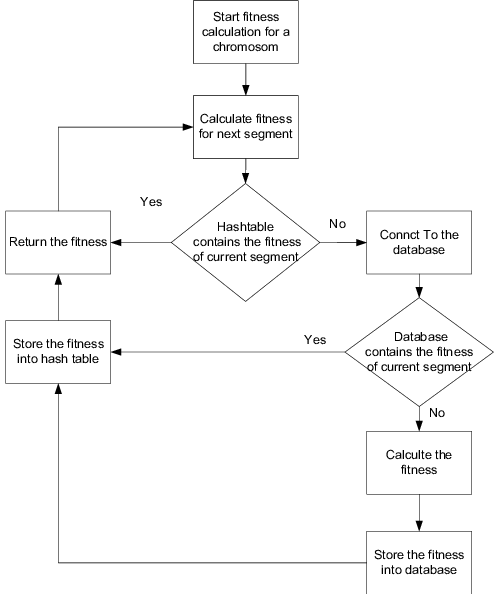 Start fitness
calculation for a
chromosom
Calculate fitness
for next segment
Yes
Hashtable
contains the fitness
of current segment
No
Return the fitness
Connct To the
database
Store the fitness
into hash table
Yes
Database
contains the fitness
of current segment
No
Calculte the
fitness
Store the fitness
into database